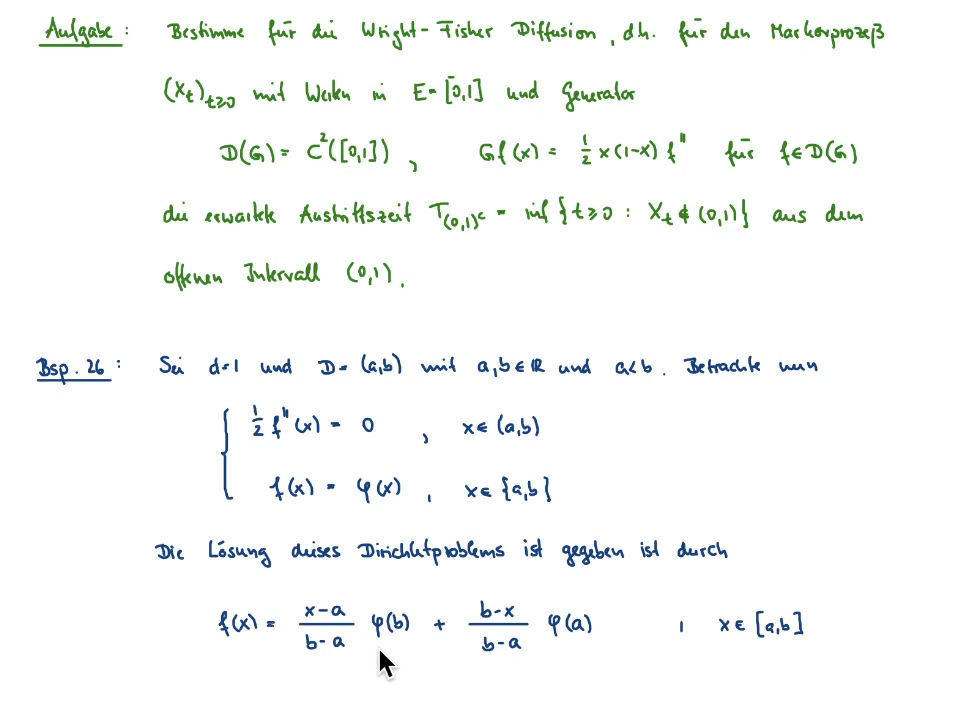 Aufgabe : Bestimme für die Wright-Fisher Diffusion, d.h. für den Markovprozeß
(X_t)_{t≥0} mit Werten in E=[0,1] und Generator
D(G) = C²([0,1]) , Gf(x) = 1/2 x(1-x) f'' für f∈D(G)
die erwartete Austrittszeit T_{(0,1)^c} = inf{t≥0 : X_t ∉ (0,1)} aus dem
offenen Intervall (0,1).
Bsp. 26 : Sei d=1 und D=(a,b) mit a,b∈ℝ und a<b. Betrachte nun
1/2 f''(x) = 0 , x∈(a,b)
f(x) = φ(x) , x∈{a,b}
Die Lösung dieses Dirichletproblems ist gegeben ist durch
f(x) = (x-a)/(b-a) φ(b) + (b-x)/(b-a) φ(a) , x∈[a,b]